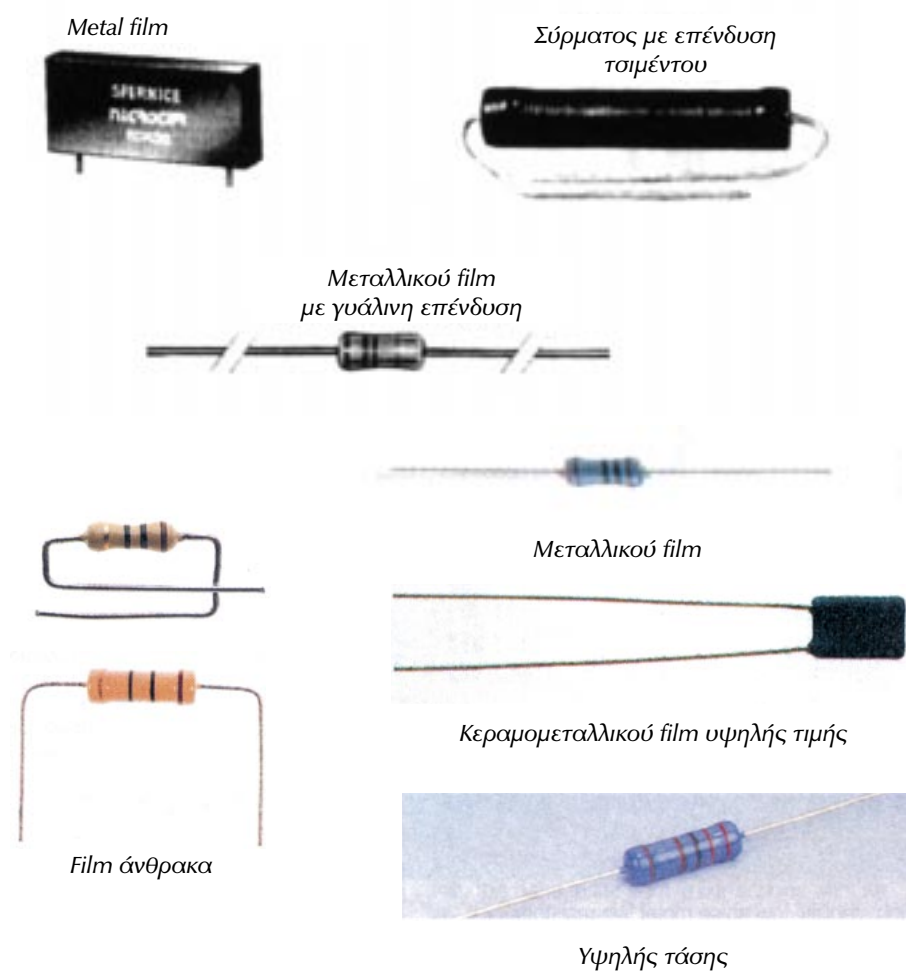 Metal film
Σύρματος με επένδυση
τσιμέντου
Μεταλλικού film
με γυάλινη επένδυση
Μεταλλικού film
Κεραμομεταλλικού film υψηλής τιμής
Film άνθρακα
Υψηλής τάσης